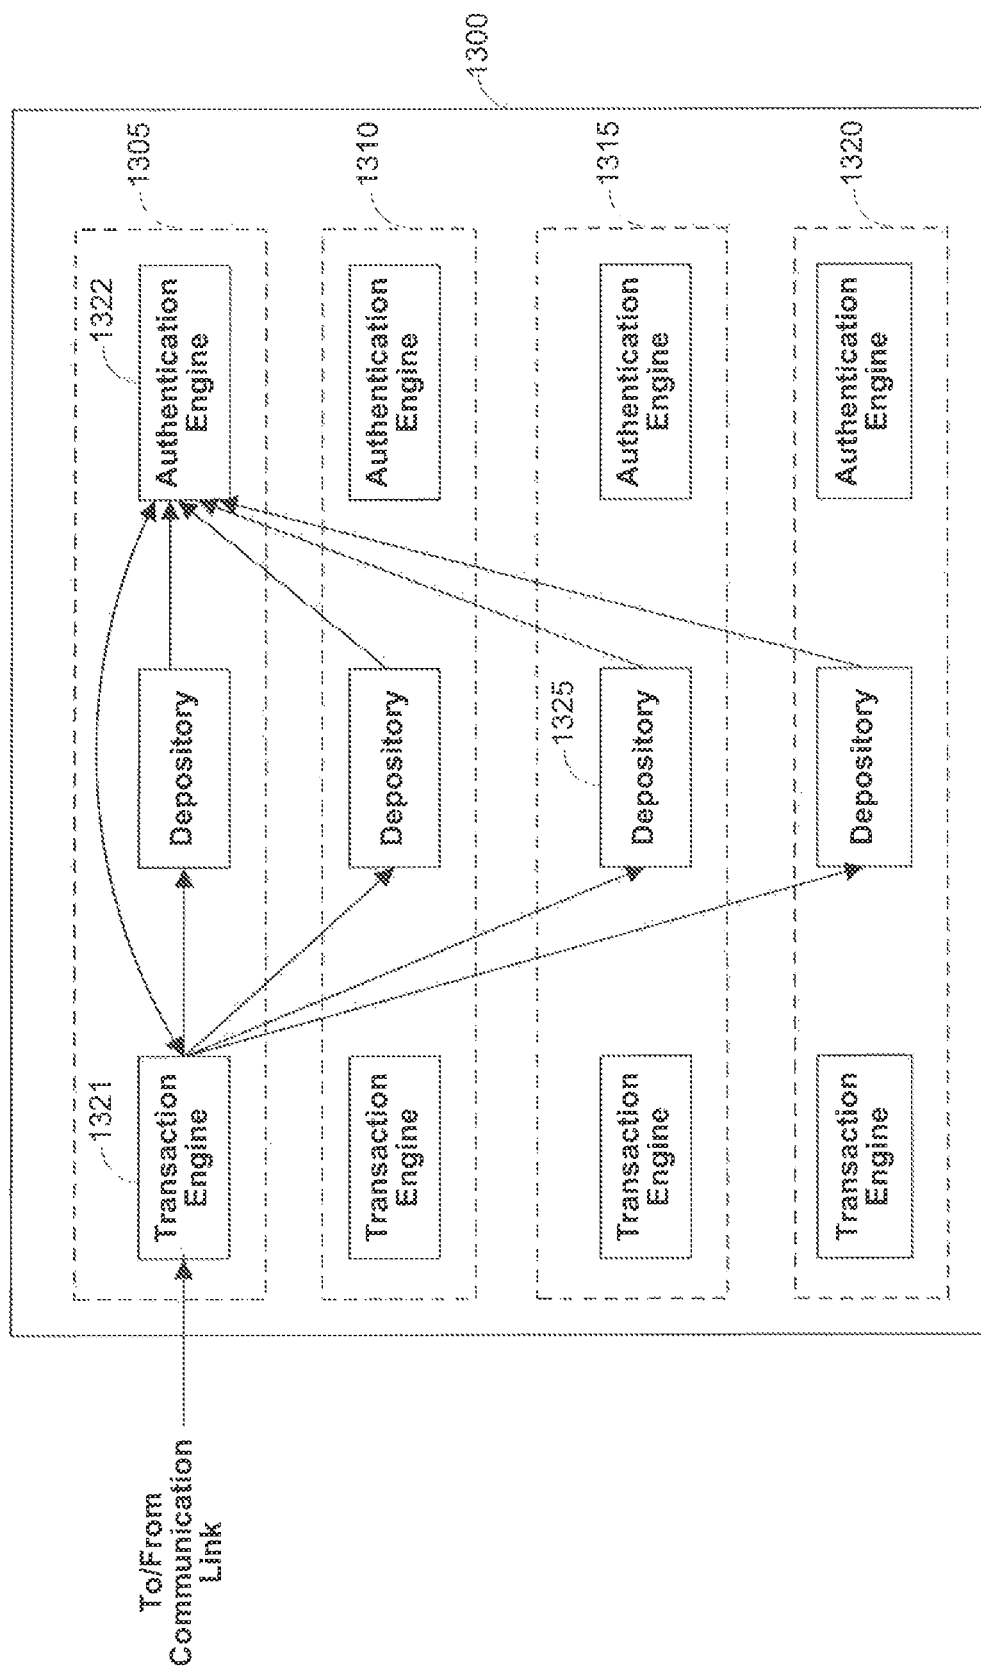 1300
1305
1322
Authentication
Engine
Depository
1321
Transaction
Engine
To/From
Communication
Link
1310
Authentication
Engine
Depository
Transaction
Engine
1315
Authentication
Engine
1325
Depository
Transaction
Engine
1320
Authentication
Engine
Depository
Transaction
Engine